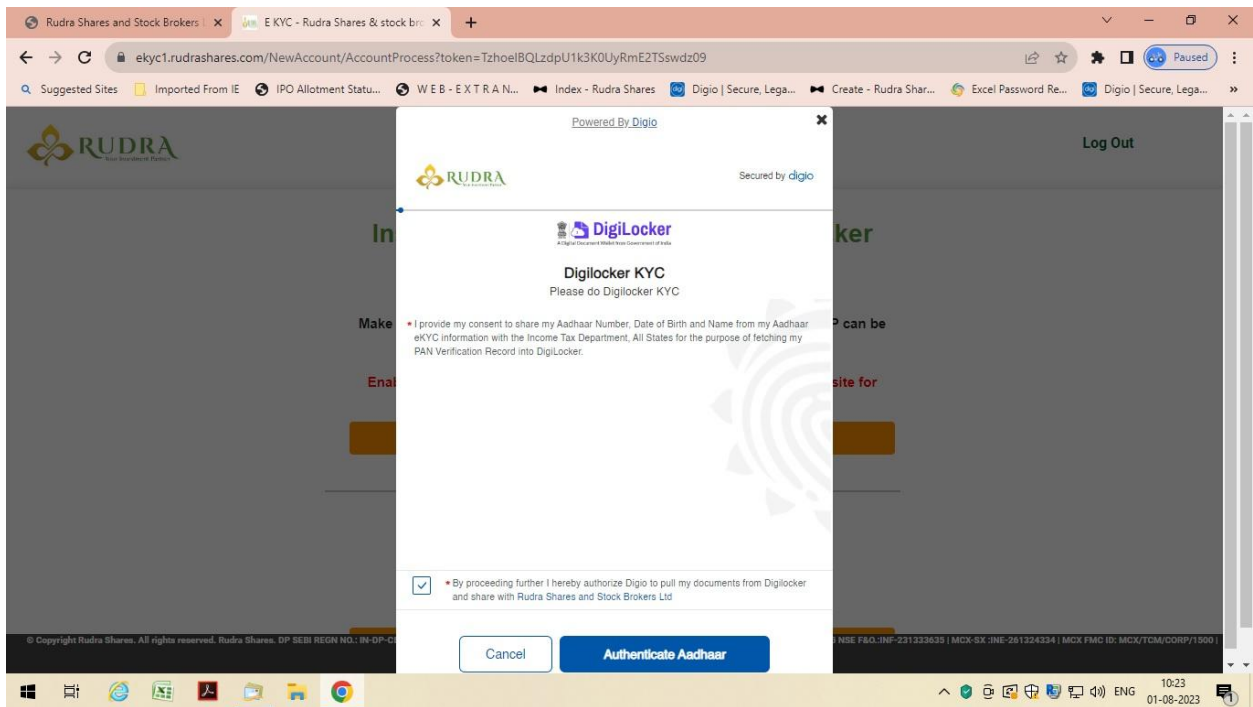 Rudra Shares and Stock Brokers L
E KYC - Rudra Shares & stock bro
ekyc1.rudrashares.com/NewAccount/AccountProcess?token=TzhoelBQLzdpU1k3K0UyRmE2TSswdz09
Paused
Suggested Sites Imported From IE IPO Allotment Statu... W E B - E X T R A N... Index - Rudra Shares Digio | Secure, Lega... Create - Rudra Shar... Excel Password Re... Digio | Secure, Lega... »
RUDRA
Log Out
Powered By Digio
RUDRA
Secured by digio
In
ker
DigiLocker
A Digital Document Wallet from Government of India
Digilocker KYC
Please do Digilocker KYC
Make
P can be
* I provide my consent to share my Aadhaar Number, Date of Birth and Name from my Aadhaar
eKYC information with the Income Tax Department, All States for the purpose of fetching my
PAN Verification Record into DigiLocker.
Enal
site for
* By proceeding further I hereby authorize Digio to pull my documents from Digilocker
and share with Rudra Shares and Stock Brokers Ltd
© Copyright Rudra Shares. All rights reserved. Rudra Shares. DP SEBI REGN NO.: IN-DP-C
NSE F&O.:INF-231333635 | MCX-SX :INE-261324334 | MCX FMC ID: MCX/TCM/CORP/1500 |
Cancel
Authenticate Aadhaar
ENG
10:23
01-08-2023